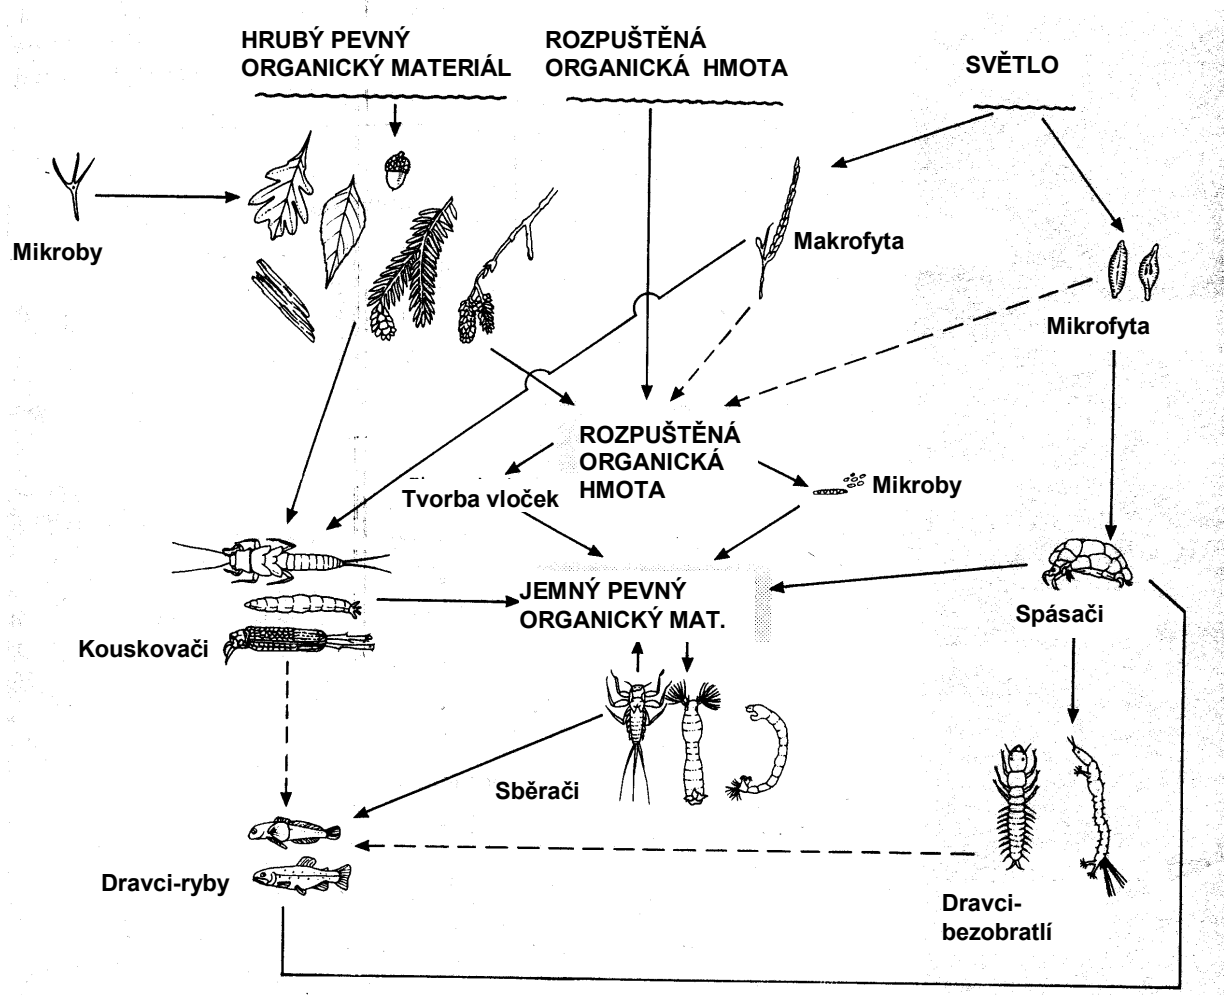 HRUBÝ PEVNÝ
ORGANICKÝ MATERIÁL
ROZPUŠTĚNÁ
ORGANICKÁ HMOTA
SVĚTLO
Mikroby
Makrofyta
Mikrofyta
ROZPUŠTĚNÁ
ORGANICKÁ
HMOTA
Tvorba vloček
Mikroby
JEMNÝ PEVNÝ
ORGANICKÝ MAT.
Spásači
Kouskovači
Sběrači
Dravci-ryby
Dravci-
bezobratlí